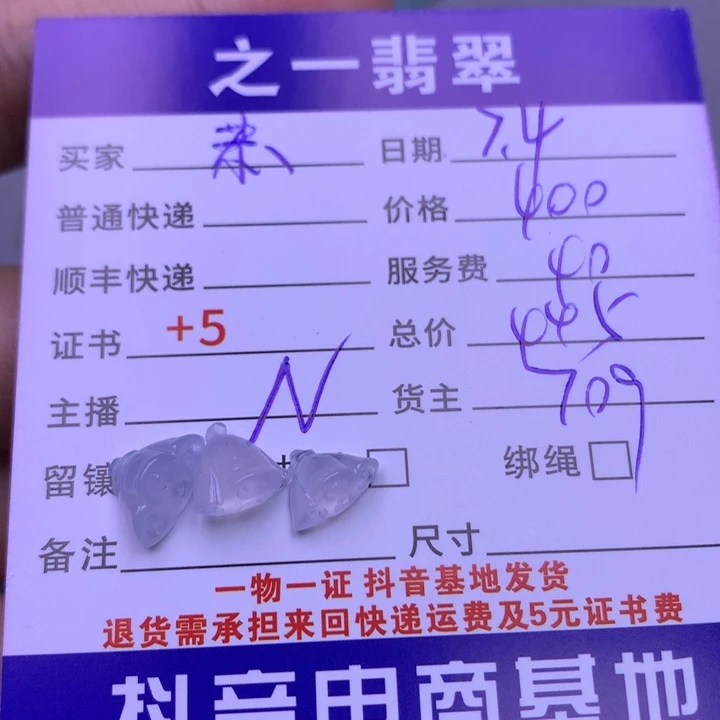 之一翡翠
买家 日期 7.4
普通快递 价格 400
顺丰快递 服务费 40
证书 +5 总价 445
主播 N 货主 709
留镶 绑绳
备注 尺寸
一物一证 抖音基地发货
退货需承担来回快递运费及5元证书费
抖音电商基地